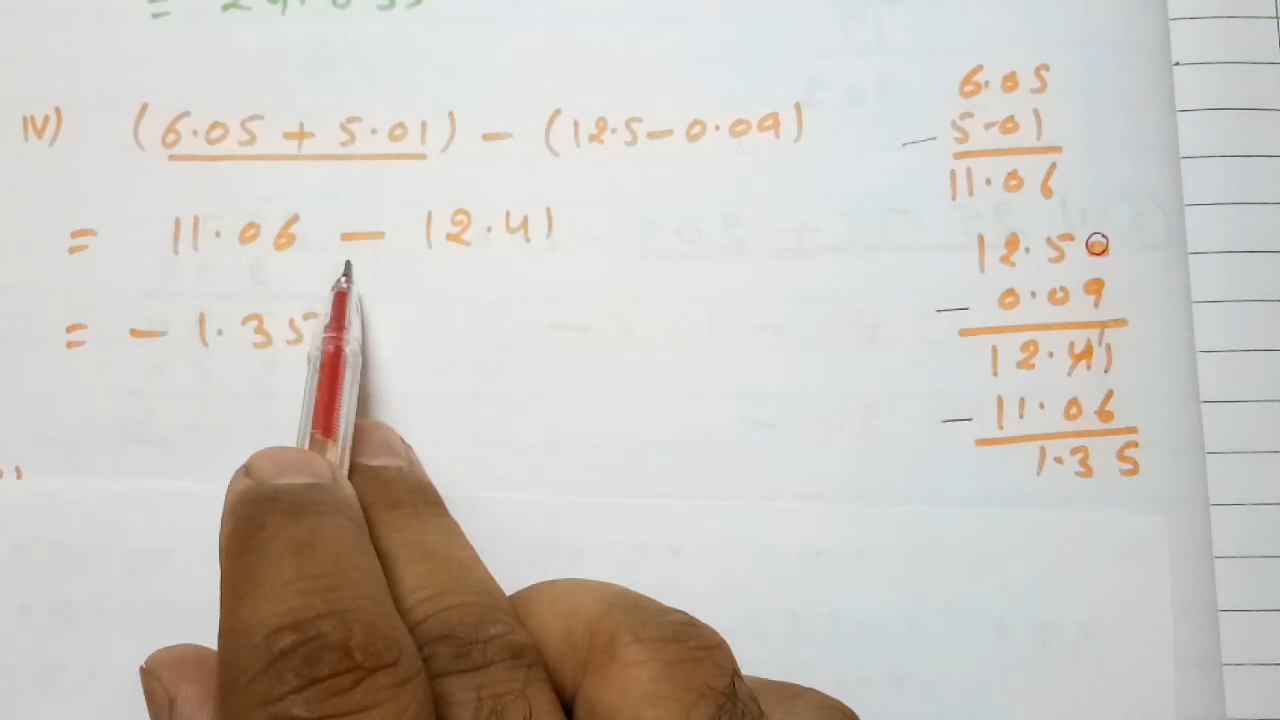 IV) (6.05 + 5.01) - (12.5-0.09)
= 11.06 - 12.41
= - 1.35
6.05
- 5.01
11.06
12.50
- 0.09
12.41
- 11.06
1.35